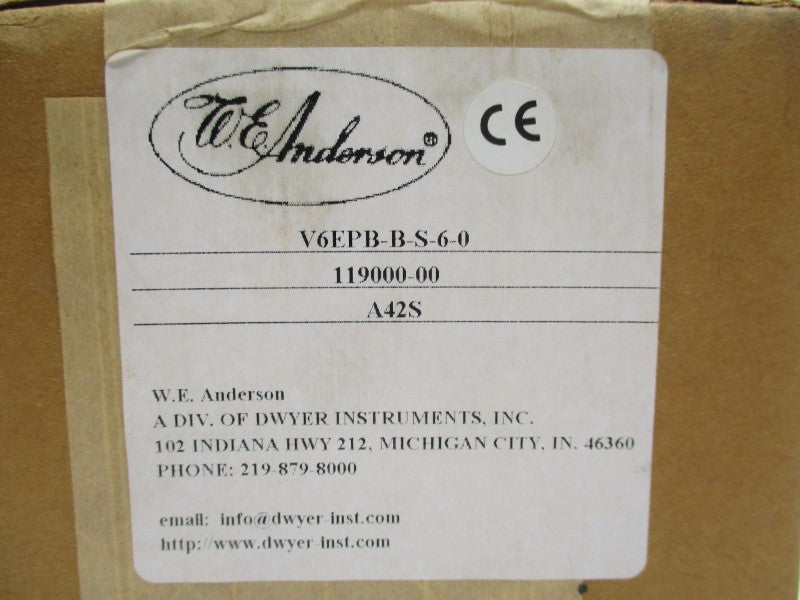 W.E. Anderson®
CE
V6EPB-B-S-6-0
119000-00
A42S
W.E. Anderson
A DIV. OF DWYER INSTRUMENTS, INC.
102 INDIANA HWY 212, MICHIGAN CITY, IN. 46360
PHONE: 219-879-8000
email: info@dwyer-inst.com
http://www.dwyer-inst.com